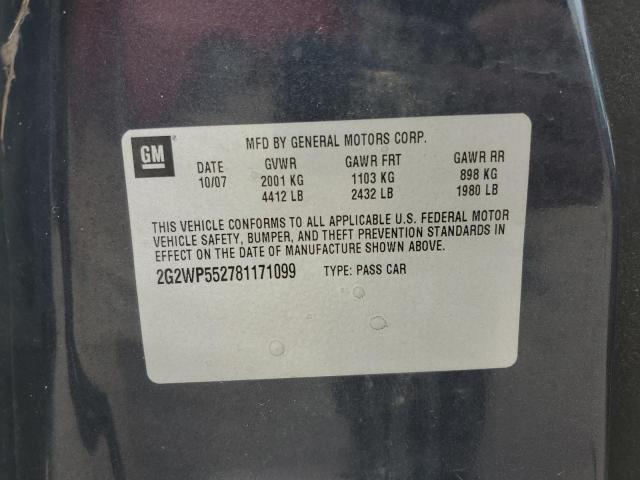 GM
MFD BY GENERAL MOTORS CORP.
DATE GVWR GAWR FRT GAWR RR
10/07 2001 KG 1103 KG 898 KG
4412 LB 2432 LB 1980 LB
THIS VEHICLE CONFORMS TO ALL APPLICABLE U.S. FEDERAL MOTOR
VEHICLE SAFETY, BUMPER, AND THEFT PREVENTION STANDARDS IN
EFFECT ON THE DATE OF MANUFACTURE SHOWN ABOVE.
2G2WP552781171099 TYPE: PASS CAR